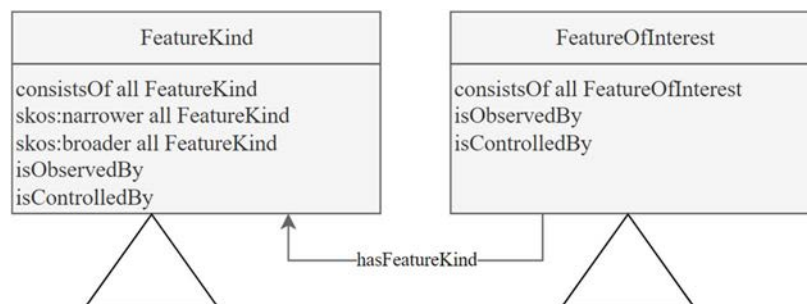 FeatureKind
consistsOf all FeatureKind
skos:narrower all FeatureKind
skos:broader all FeatureKind
isObservedBy
isControlledBy
FeatureOfInterest
consistsOf all FeatureOfInterest
isObservedBy
isControlledBy
hasFeatureKind